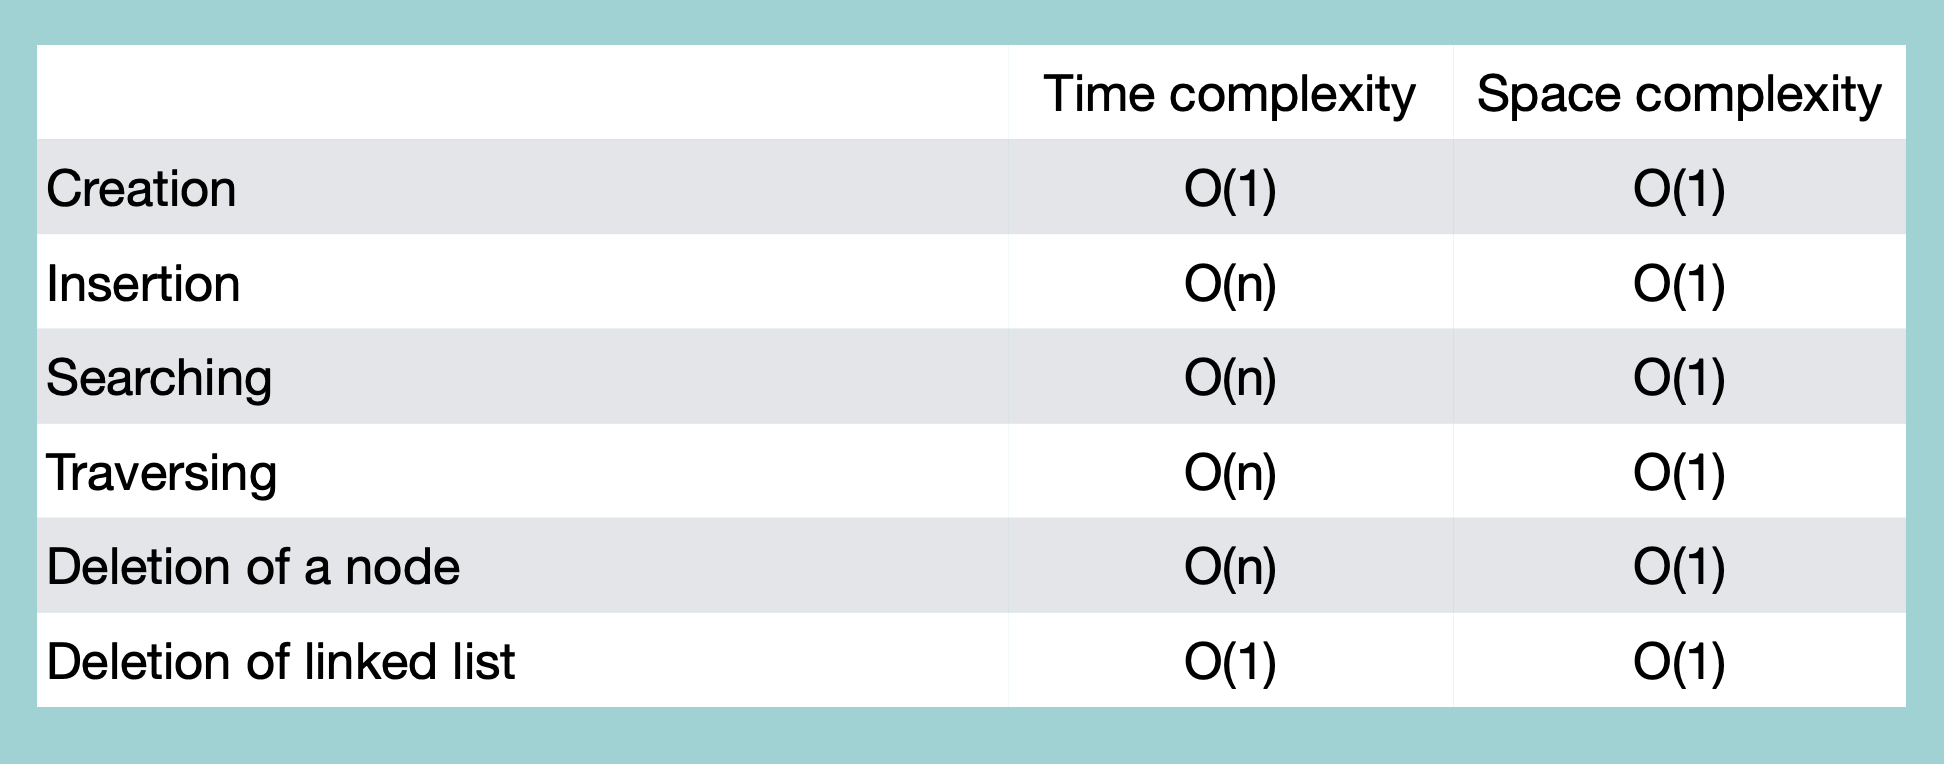 Time complexity Space complexity
Creation O(1) O(1)
Insertion O(n) O(1)
Searching O(n) O(1)
Traversing O(n) O(1)
Deletion of a node O(n) O(1)
Deletion of linked list O(1) O(1)